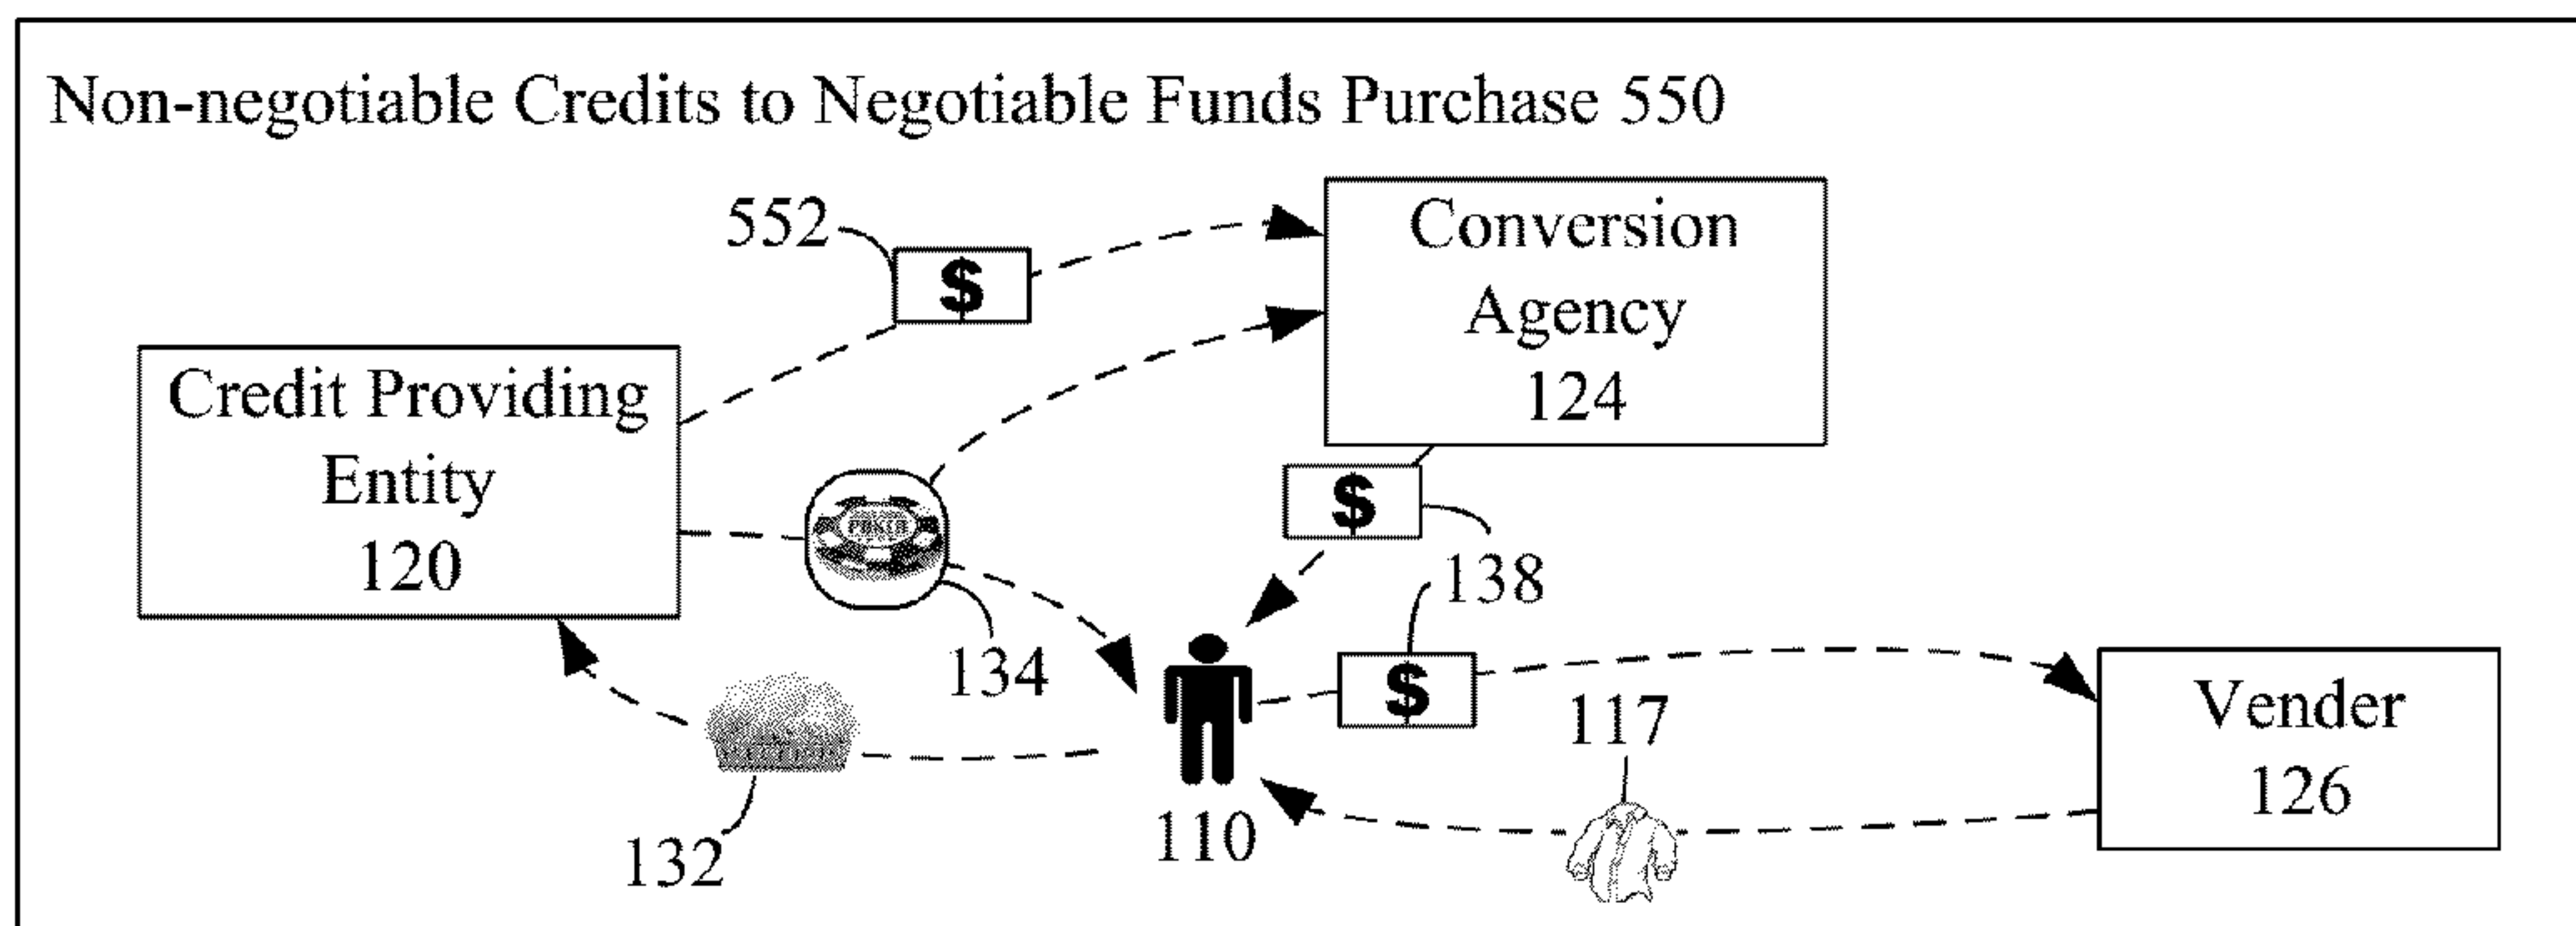 Non-negotiable Credits to Negotiable Funds Purchase 550
552
$
Conversion
Agency
124
Credit Providing
Entity
120
POKER
$
138
134
$
117
Vender
126
132
110